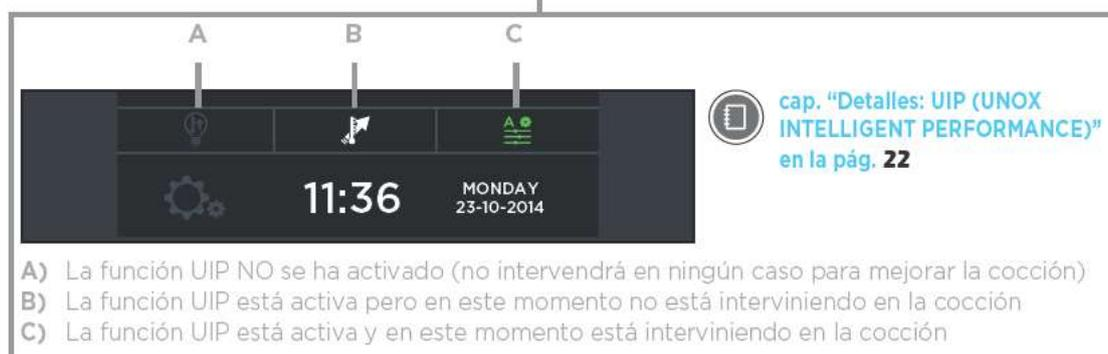 A B C
cap. “Detalles: UIP (UNOX
INTELLIGENT PERFORMANCE)”
en la pág. 22
A
11:36
MONDAY
23-10-2014
A) La función UIP NO se ha activado (no intervendrá en ningún caso para mejorar la cocción)
B) La función UIP está activa pero en este momento no está interviniendo en la cocción
C) La función UIP está activa y en este momento está interviniendo en la cocción